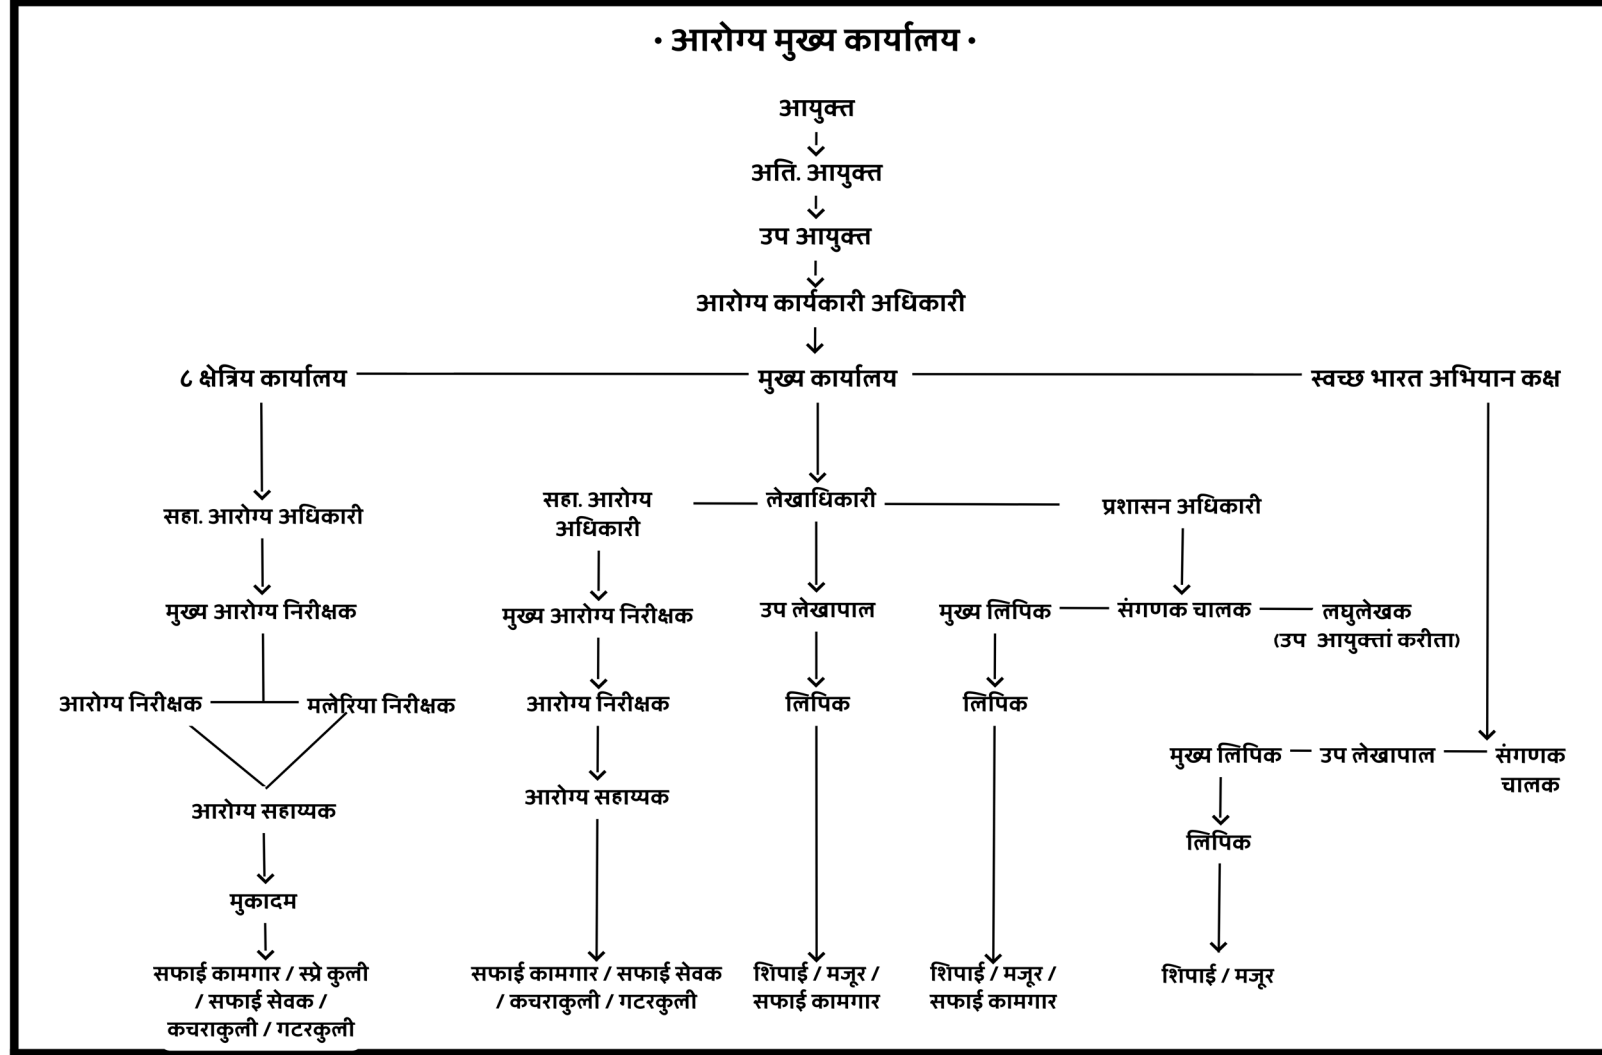 • आरोग्य मुख्य कार्यालय •
आयुक्त
अति. आयुक्त
उप आयुक्त
आरोग्य कार्यकारी अधिकारी
८ क्षेत्रिय कार्यालय
मुख्य कार्यालय
स्वच्छ भारत अभियान कक्ष
सहा. आरोग्य अधिकारी
सहा. आरोग्य
अधिकारी
लेखाधिकारी
प्रशासन अधिकारी
मुख्य आरोग्य निरीक्षक
मुख्य आरोग्य निरीक्षक
उप लेखापाल
मुख्य लिपिक
संगणक चालक
लघुलेखक
(उप आयुक्तां करीता)
आरोग्य निरीक्षक
मलेरिया निरीक्षक
आरोग्य निरीक्षक
लिपिक
लिपिक
मुख्य लिपिक
उप लेखापाल
संगणक
चालक
आरोग्य सहाय्यक
आरोग्य सहाय्यक
लिपिक
मुकादम
सफाई कामगार / स्प्रे कुली
/ सफाई सेवक /
कचराकुली / गटरकुली
सफाई कामगार / सफाई सेवक
/ कचराकुली / गटरकुली
शिपाई / मजूर /
सफाई कामगार
शिपाई / मजूर /
सफाई कामगार
शिपाई / मजूर